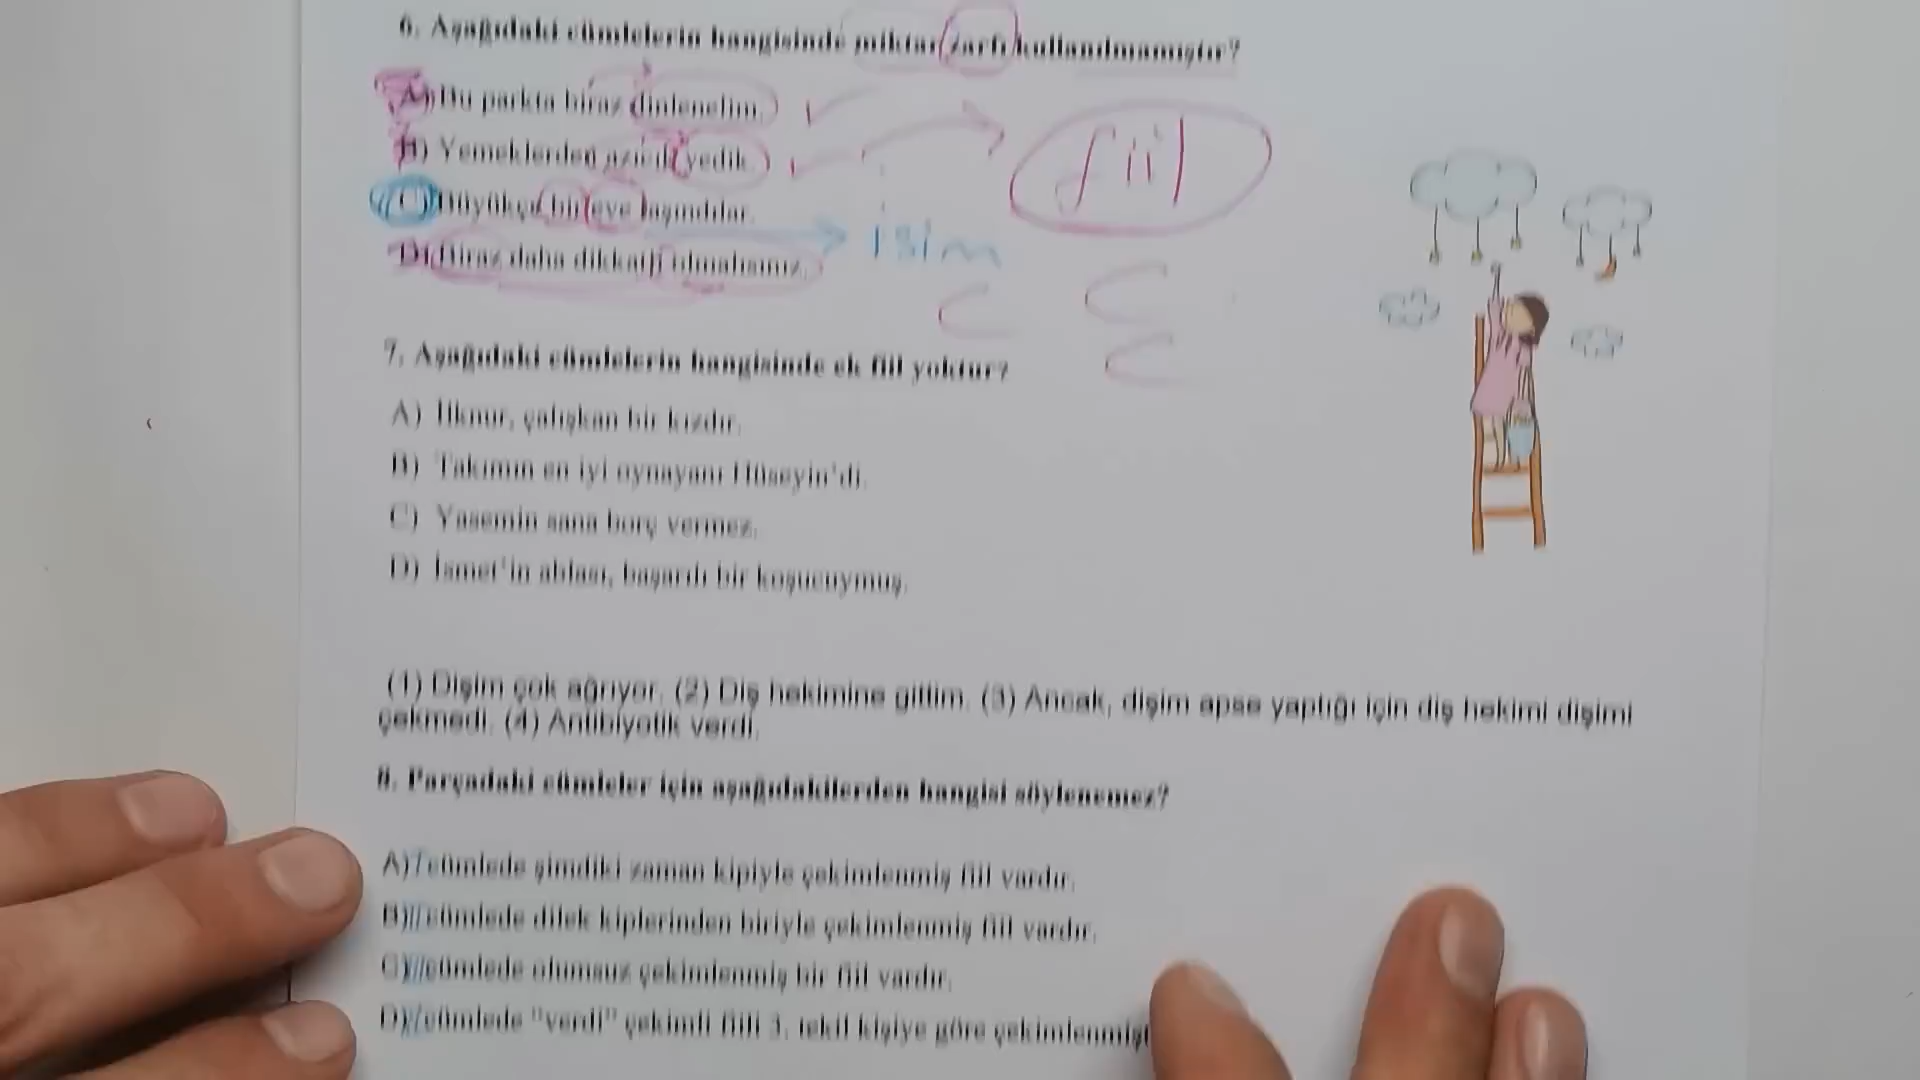 6. Aşağıdaki cümlelerin hangisinde miktar zarfı kullanılmamıştır?
A) Bu parkta biraz dinlenelim.
B) Yemeklerden azıcık yedik.
fiil
C) Büyükçe bir eve taşındılar.
isim
D) Biraz daha dikkatli olmalısınız.
7. Aşağıdaki cümlelerin hangisinde ek fiil yoktur?
A) İlknur, çalışkan bir kızdır.
B) Takımın en iyi oynayanı Hüseyin'di.
C) Yasemin sana borç vermez.
D) İsmet'in ablası, başarılı bir koşucuymuş.
(1) Dişim çok ağrıyor. (2) Diş hekimine gittim. (3) Ancak, dişim apse yaptığı için diş hekimi dişimi
çekmedi. (4) Antibiyotik verdi.
8. Parçadaki cümleler için aşağıdakilerden hangisi söylenemez?
A) cümlede şimdiki zaman kipiyle çekimlenmiş fiil vardır.
B) cümlede dilek kiplerinden biriyle çekimlenmiş fiil vardır.
C) cümlede olumsuz çekimlenmiş bir fiil vardır.
D) cümlede "verdi" çekimli fiili 3. tekil kişiye göre çekimlenmişt